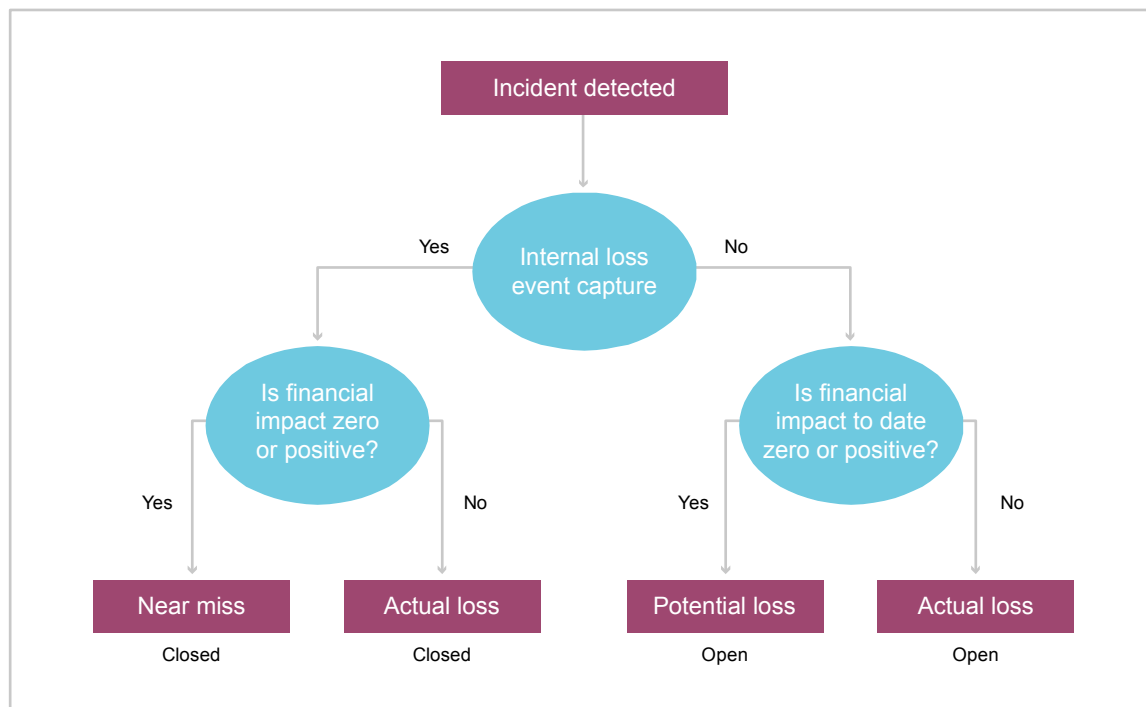 Incident detected
Yes
No
Internal loss
event capture
Is financial
impact zero
or positive?
Is financial
impact to date
zero or positive?
Yes
No
Yes
No
Near miss
Actual loss
Potential loss
Actual loss
Closed
Closed
Open
Open